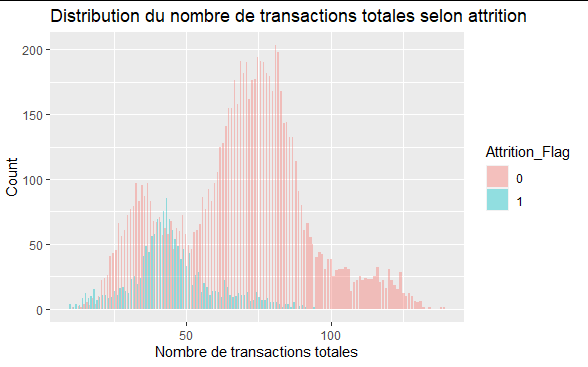 Distribution du nombre de transactions totales selon attrition
200
150
100
50
0
Count
50
100
Nombre de transactions totales
Attrition_Flag
0
1